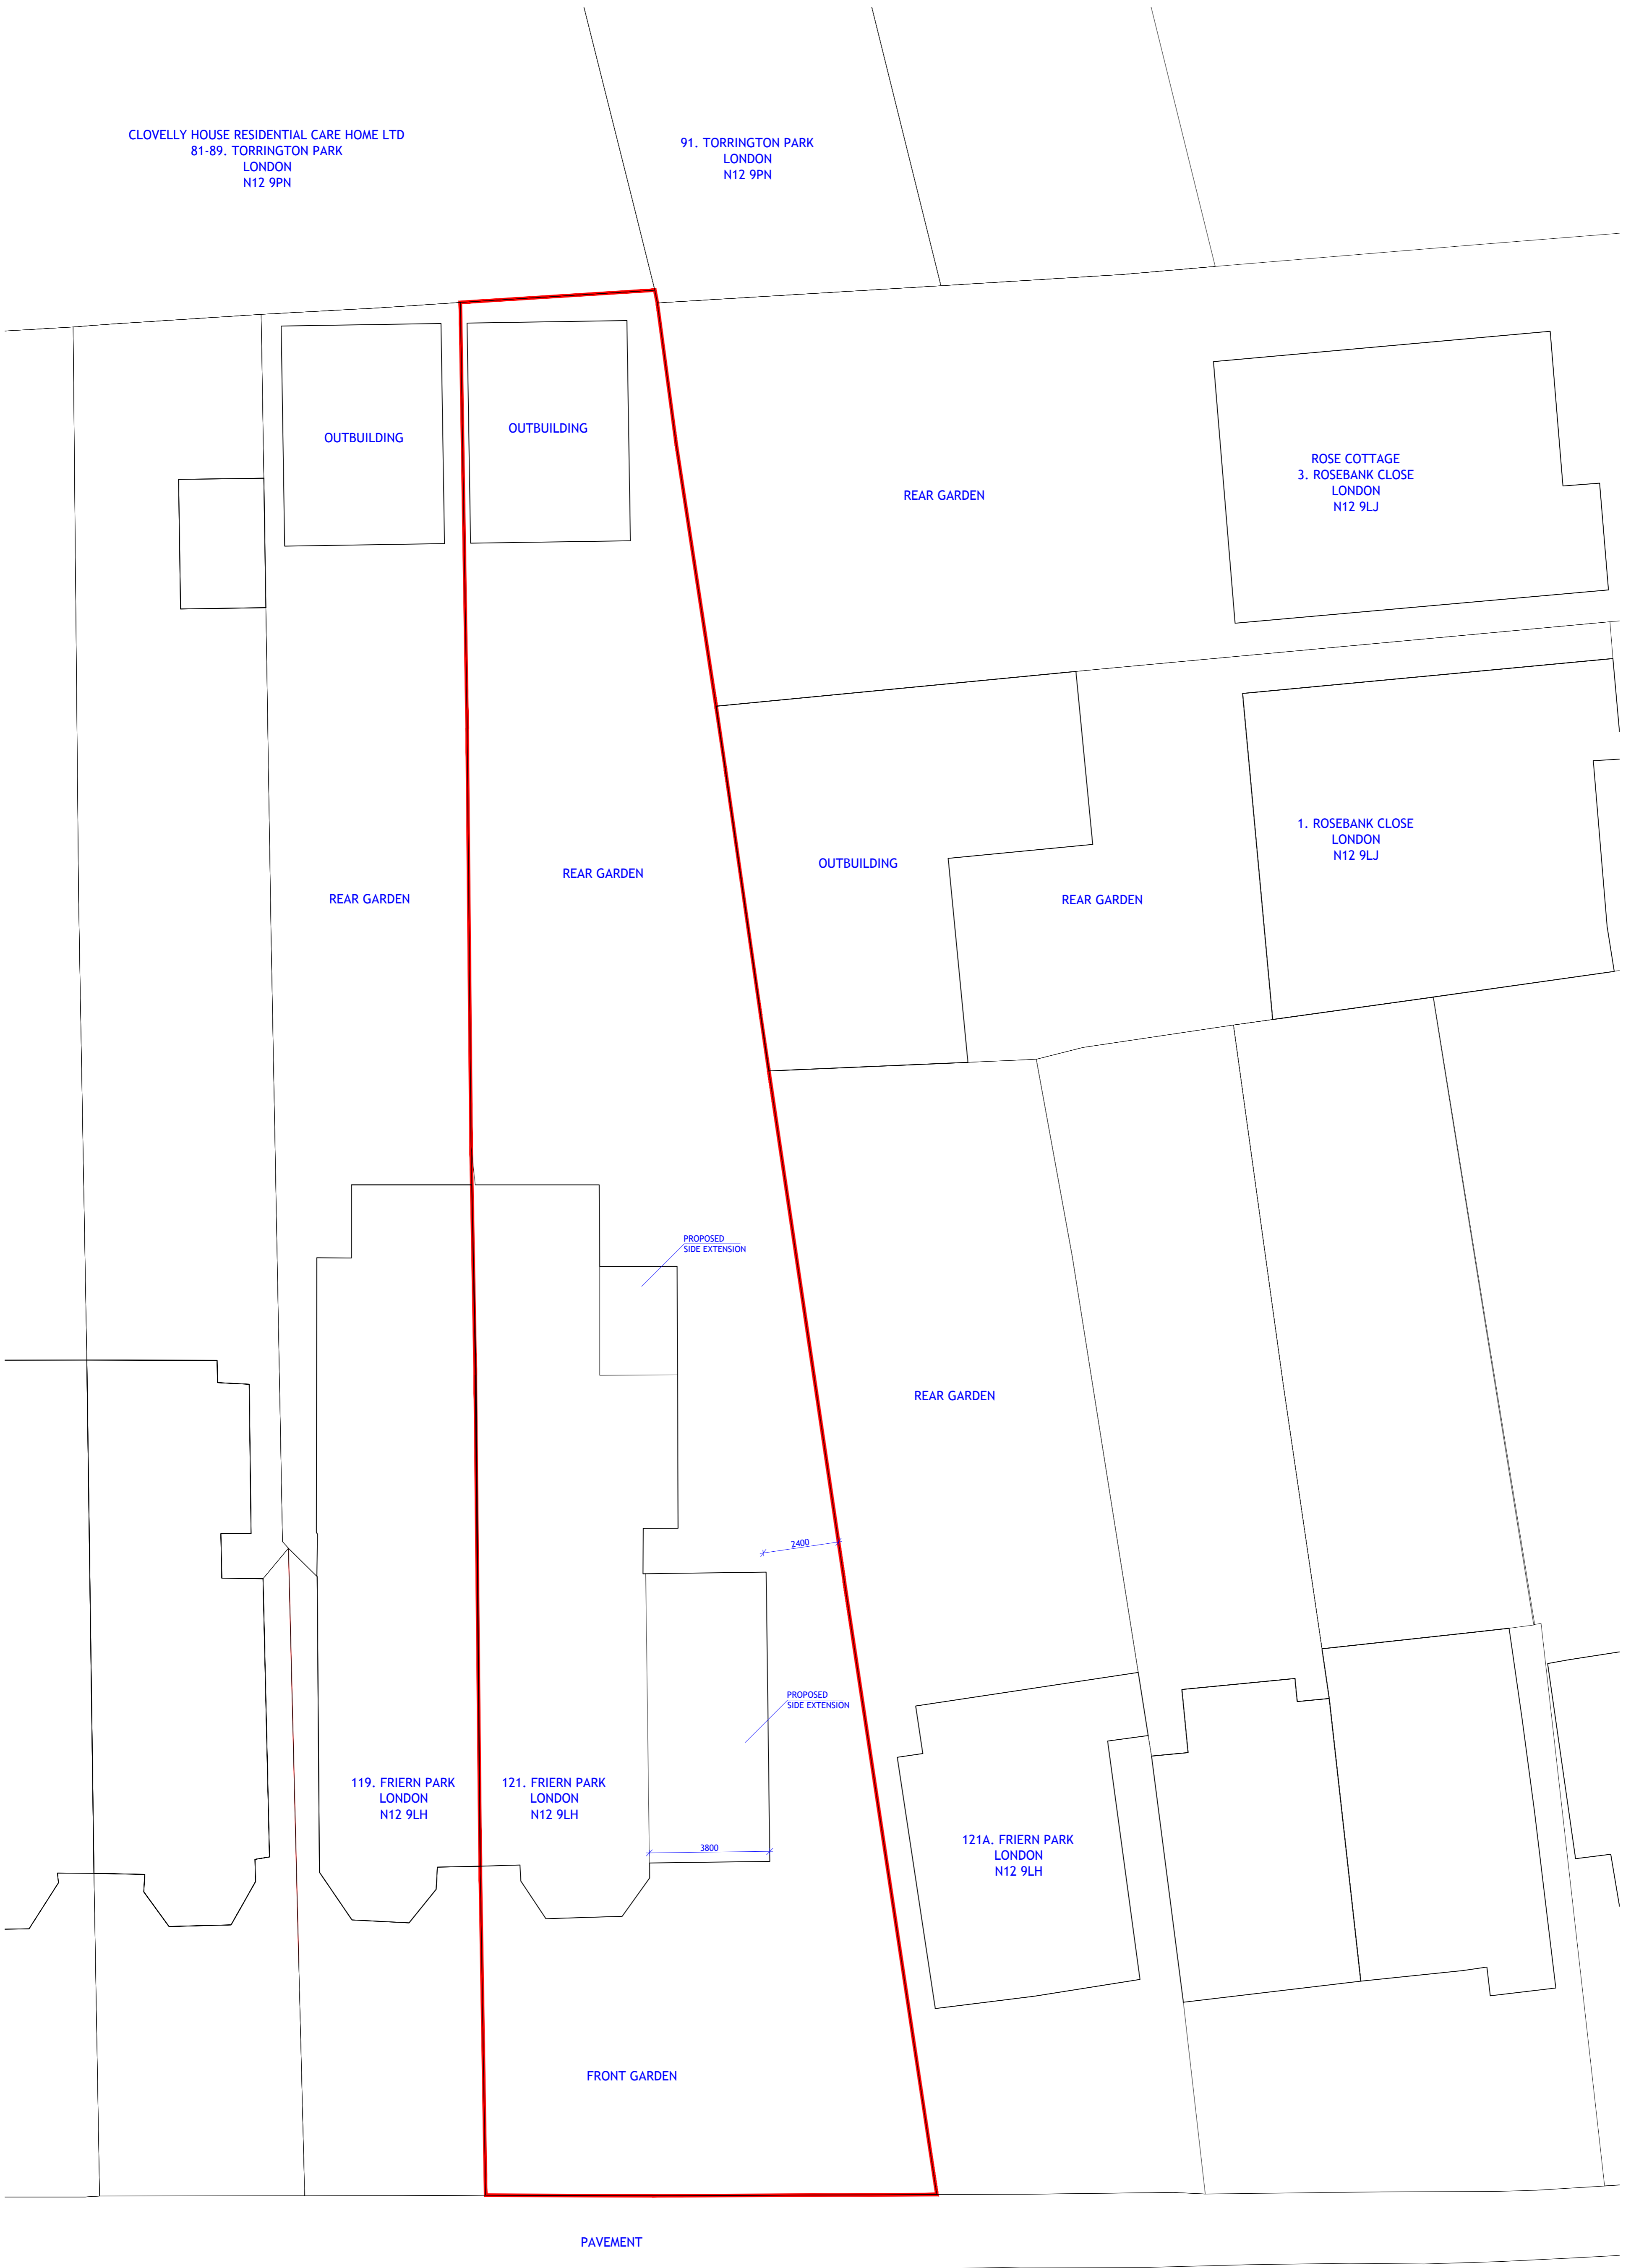 CLOVELLY HOUSE RESIDENTIAL CARE HOME LTD
81-89. TORRINGTON PARK
LONDON
N12 9PN
91. TORRINGTON PARK
LONDON
N12 9PN
OUTBUILDING
OUTBUILDING
REAR GARDEN
ROSE COTTAGE
3. ROSEBANK CLOSE
LONDON
N12 9LJ
REAR GARDEN
REAR GARDEN
OUTBUILDING
REAR GARDEN
1. ROSEBANK CLOSE
LONDON
N12 9LJ
PROPOSED
SIDE EXTENSION
REAR GARDEN
2400
PROPOSED
SIDE EXTENSION
119. FRIERN PARK
LONDON
N12 9LH
121. FRIERN PARK
LONDON
N12 9LH
3800
121A. FRIERN PARK
LONDON
N12 9LH
FRONT GARDEN
PAVEMENT